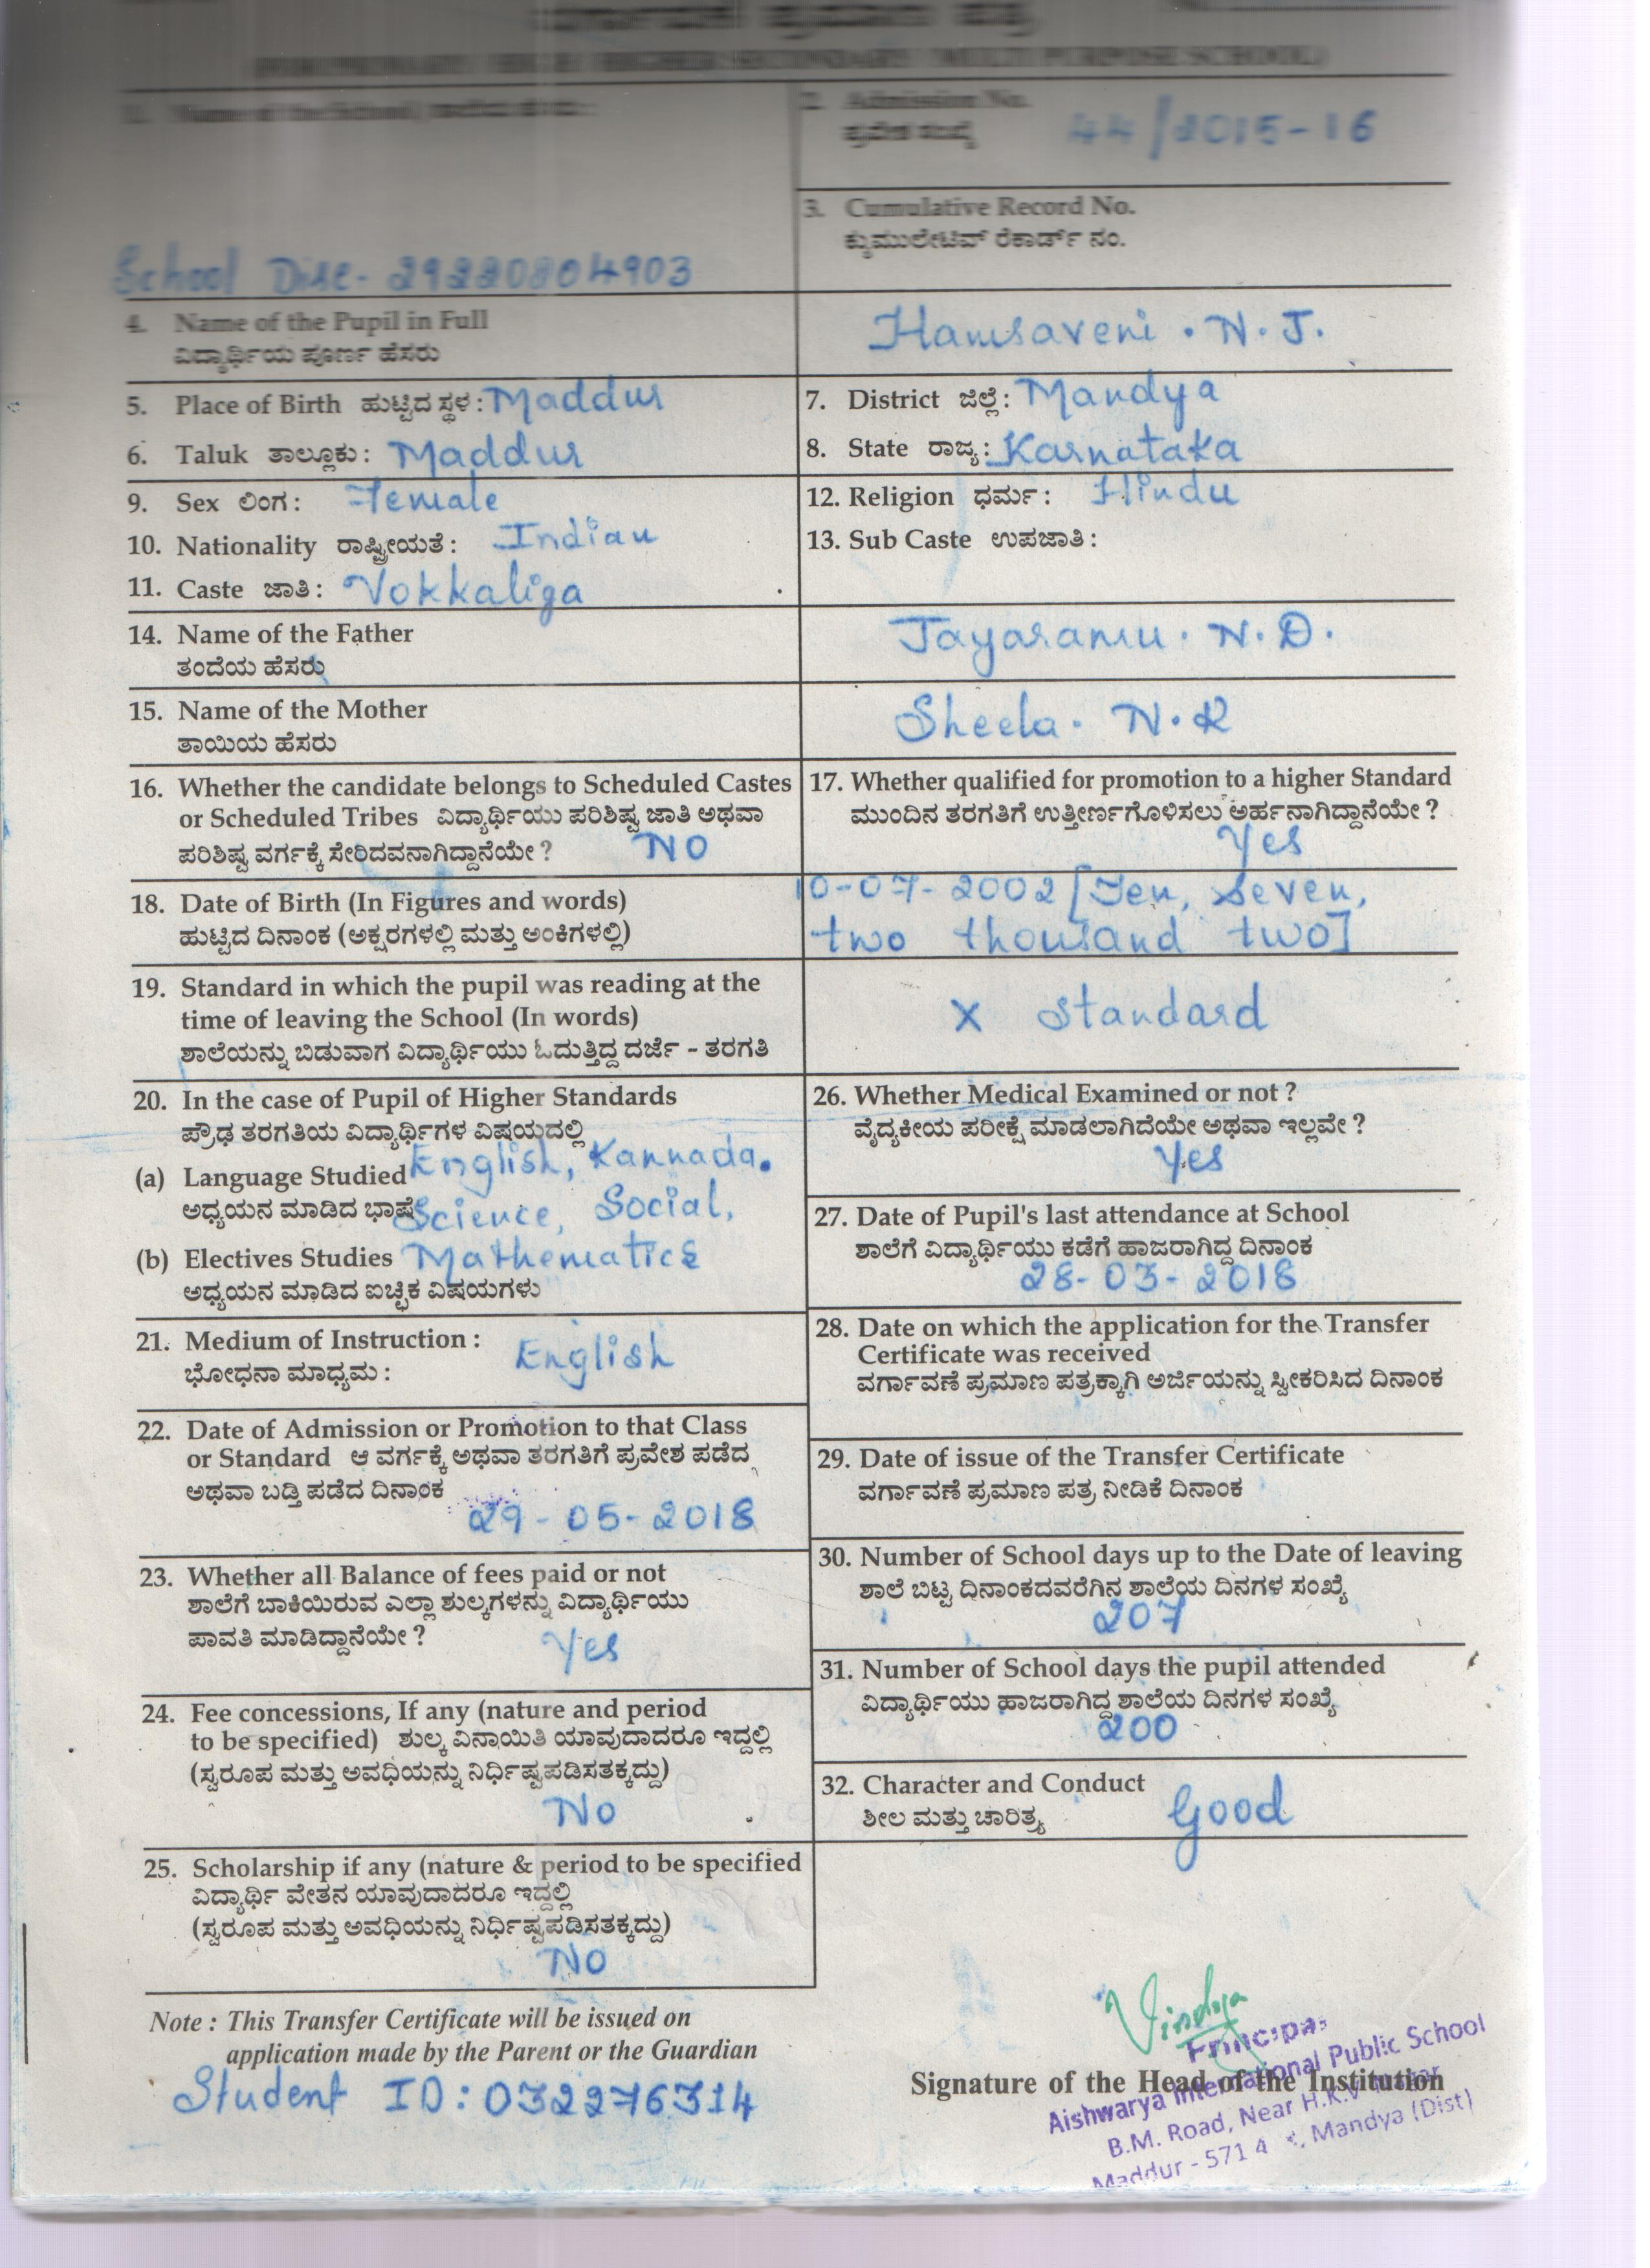 2. Admission No.
ಪ್ರವೇಶ ಸಂಖ್ಯೆ 44/2015-16
1. Name of the School
3. Cumulative Record No.
ಕ್ಯುಮುಲೇಟಿವ್ ರೆಕಾರ್ಡ್ ನಂ.
School Dise- 29220804903
4. Name of the Pupil in Full Hamsaveni . N. J.
ವಿದ್ಯಾರ್ಥಿಯ ಪೂರ್ಣ ಹೆಸರು
5. Place of Birth ಹುಟ್ಟಿದ ಸ್ಥಳ : Maddur
6. Taluk ತಾಲ್ಲೂಕು : Maddur
7. District ಜಿಲ್ಲೆ : Mandya
8. State ರಾಜ್ಯ : Karnataka
9. Sex ಲಿಂಗ : Female
10. Nationality ರಾಷ್ಟ್ರೀಯತೆ : Indian
11. Caste ಜಾತಿ : Vokkaliga
12. Religion ಧರ್ಮ : Hindu
13. Sub Caste ಉಪಜಾತಿ :
14. Name of the Father Jayaramu . N. D.
ತಂದೆಯ ಹೆಸರು
15. Name of the Mother Sheela . N. R
ತಾಯಿಯ ಹೆಸರು
16. Whether the candidate belongs to Scheduled Castes
or Scheduled Tribes ವಿದ್ಯಾರ್ಥಿಯು ಪರಿಶಿಷ್ಟ ಜಾತಿ ಅಥವಾ
ಪರಿಶಿಷ್ಟ ವರ್ಗಕ್ಕೆ ಸೇರಿದವನಾಗಿದ್ದಾನೆಯೇ ? NO
17. Whether qualified for promotion to a higher Standard
ಮುಂದಿನ ತರಗತಿಗೆ ಉತ್ತೀರ್ಣಗೊಳಿಸಲು ಅರ್ಹನಾಗಿದ್ದಾನೆಯೇ ?
Yes
18. Date of Birth (In Figures and words)
ಹುಟ್ಟಿದ ದಿನಾಂಕ (ಅಕ್ಷರಗಳಲ್ಲಿ ಮತ್ತು ಅಂಕಿಗಳಲ್ಲಿ)
10-07-2002 [Ten, Seven,
two thousand two]
19. Standard in which the pupil was reading at the
time of leaving the School (In words)
ಶಾಲೆಯನ್ನು ಬಿಡುವಾಗ ವಿದ್ಯಾರ್ಥಿಯು ಓದುತ್ತಿದ್ದ ದರ್ಜೆ – ತರಗತಿ
X Standard
20. In the case of Pupil of Higher Standards
ಪ್ರೌಢ ತರಗತಿಯ ವಿದ್ಯಾರ್ಥಿಗಳ ವಿಷಯದಲ್ಲಿ
(a) Language Studied English, Kannada.
ಅಧ್ಯಯನ ಮಾಡಿದ ಭಾಷೆ Science, Social,
(b) Electives Studies Mathematics
ಅಧ್ಯಯನ ಮಾಡಿದ ಐಚ್ಛಿಕ ವಿಷಯಗಳು
21. Medium of Instruction : English
ಭೋಧನಾ ಮಾಧ್ಯಮ :
22. Date of Admission or Promotion to that Class
or Standard ಆ ವರ್ಗಕ್ಕೆ ಅಥವಾ ತರಗತಿಗೆ ಪ್ರವೇಶ ಪಡೆದ
ಅಥವಾ ಬಡ್ತಿ ಪಡೆದ ದಿನಾಂಕ
29-05-2018
23. Whether all Balance of fees paid or not
ಶಾಲೆಗೆ ಬಾಕಿಯಿರುವ ಎಲ್ಲಾ ಶುಲ್ಕಗಳನ್ನು ವಿದ್ಯಾರ್ಥಿಯು
ಪಾವತಿ ಮಾಡಿದ್ದಾನೆಯೇ ? Yes
24. Fee concessions, If any (nature and period
to be specified) ಶುಲ್ಕ ವಿನಾಯಿತಿ ಯಾವುದಾದರೂ ಇದ್ದಲ್ಲಿ
(ಸ್ವರೂಪ ಮತ್ತು ಅವಧಿಯನ್ನು ನಿರ್ಧಿಷ್ಟಪಡಿಸತಕ್ಕದ್ದು)
No
25. Scholarship if any (nature & period to be specified
ವಿದ್ಯಾರ್ಥಿ ವೇತನ ಯಾವುದಾದರೂ ಇದ್ದಲ್ಲಿ
(ಸ್ವರೂಪ ಮತ್ತು ಅವಧಿಯನ್ನು ನಿರ್ಧಿಷ್ಟಪಡಿಸತಕ್ಕದ್ದು)
NO
26. Whether Medical Examined or not ?
ವೈದ್ಯಕೀಯ ಪರೀಕ್ಷೆ ಮಾಡಲಾಗಿದೆಯೇ ಅಥವಾ ಇಲ್ಲವೇ ?
Yes
27. Date of Pupil's last attendance at School
ಶಾಲೆಗೆ ವಿದ್ಯಾರ್ಥಿಯು ಕಡೆಗೆ ಹಾಜರಾಗಿದ್ದ ದಿನಾಂಕ
28-03-2018
28. Date on which the application for the Transfer
Certificate was received
ವರ್ಗಾವಣೆ ಪ್ರಮಾಣ ಪತ್ರಕ್ಕಾಗಿ ಅರ್ಜಿಯನ್ನು ಸ್ವೀಕರಿಸಿದ ದಿನಾಂಕ
29. Date of issue of the Transfer Certificate
ವರ್ಗಾವಣೆ ಪ್ರಮಾಣ ಪತ್ರ ನೀಡಿಕೆ ದಿನಾಂಕ
30. Number of School days up to the Date of leaving
ಶಾಲೆ ಬಿಟ್ಟ ದಿನಾಂಕದವರೆಗಿನ ಶಾಲೆಯ ದಿನಗಳ ಸಂಖ್ಯೆ
207
31. Number of School days the pupil attended
ವಿದ್ಯಾರ್ಥಿಯು ಹಾಜರಾಗಿದ್ದ ಶಾಲೆಯ ದಿನಗಳ ಸಂಖ್ಯೆ
200
32. Character and Conduct
ಶೀಲ ಮತ್ತು ಚಾರಿತ್ರ್ಯ Good
Note : This Transfer Certificate will be issued on
application made by the Parent or the Guardian
Student ID: 032276314
Vindya
Principal
Signature of the Head of the Institution
Aishwarya International Public School
B.M. Road, Near H.K.V.
Maddur - 571 4 Mandya (Dist)